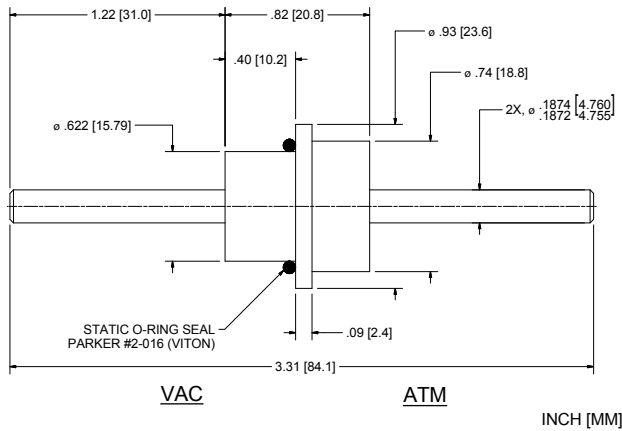 1.22 [31.0]
.82 [20.8]
ø .93 [23.6]
.40 [10.2]
ø .74 [18.8]
2X, ø .1874 [4.760]
.1872 4.755
ø .622 [15.79]
STATIC O-RING SEAL
PARKER #2-016 (VITON)
.09 [2.4]
3.31 [84.1]
VAC
ATM
INCH [MM]